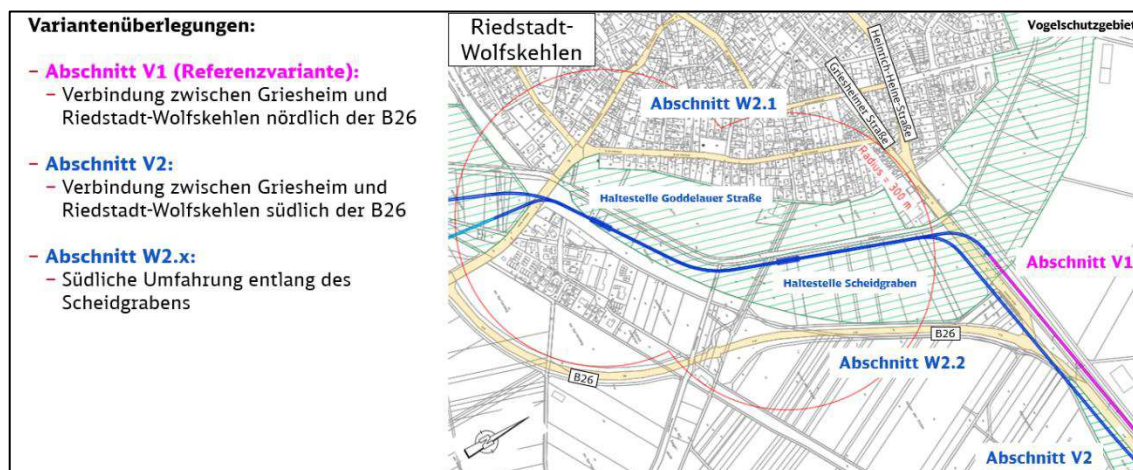 Variantenüberlegungen:
– Abschnitt V1 (Referenzvariante):
– Verbindung zwischen Griesheim und
Riedstadt-Wolfskehlen nördlich der B26
– Abschnitt V2:
– Verbindung zwischen Griesheim und
Riedstadt-Wolfskehlen südlich der B26
– Abschnitt W2.x:
– Südliche Umfahrung entlang des
Scheidgrabens
Riedstadt-
Wolfskehlen
Vogelschutzgebiet
Heinrich-Heine-Straße
Griesheimer Straße
Abschnitt W2.1
Radius = 300 m
Haltestelle Goddelauer Straße
Abschnitt V1
Haltestelle Scheidgraben
B26
Abschnitt W2.2
B26
Abschnitt V2